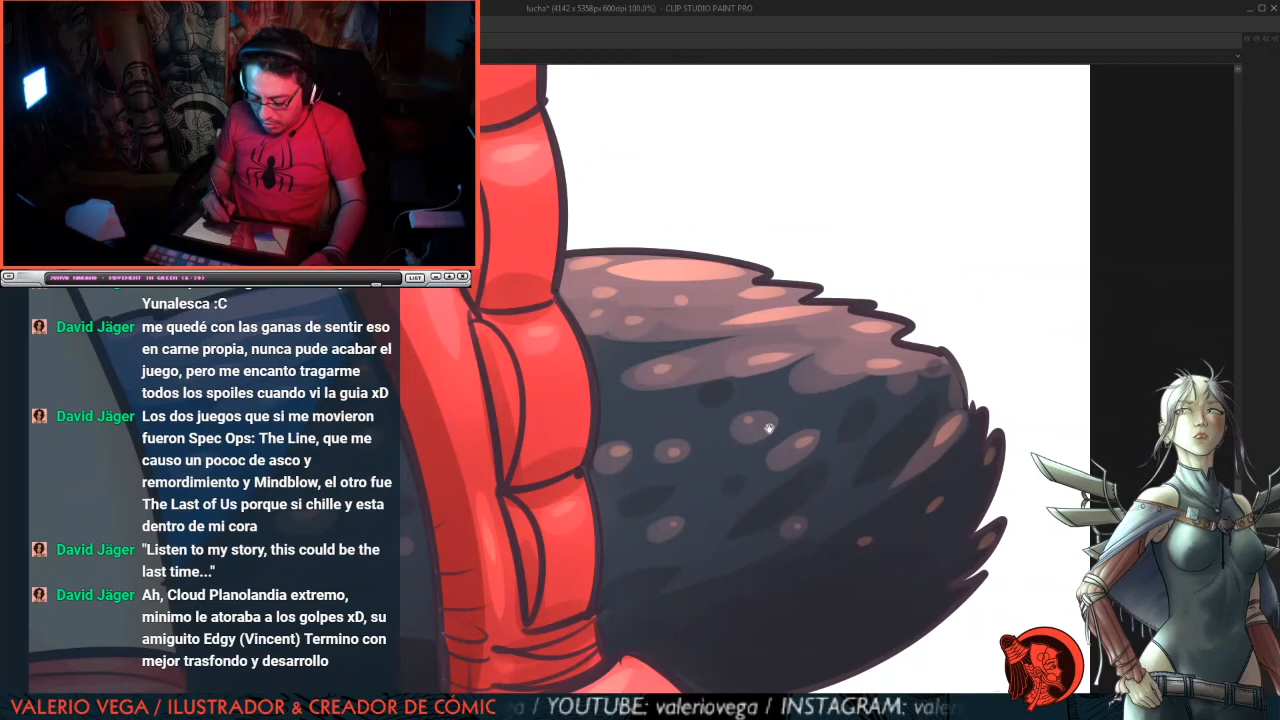 lucha* (4142 x 5358px 600dpi 100.0%) - CLIP STUDIO PAINT PRO
LIST
Yunalesca :C
David Jäger me quedé con las ganas de sentir eso
en carne propia, nunca pude acabar el
juego, pero me encanto tragarme
todos los spoiles cuando vi la guia xD
David Jäger Los dos juegos que si me movieron
fueron Spec Ops: The Line, que me
causo un pococ de asco y
remordimiento y Mindblow, el otro fue
The Last of Us porque si chille y esta
dentro de mi cora
David Jäger "Listen to my story, this could be the
last time..."
David Jäger Ah, Cloud Planolandia extremo,
minimo le atoraba a los golpes xD, su
amiguito Edgy (Vincent) Termino con
mejor trasfondo y desarrollo
VALERIO VEGA / ILUSTRADOR & CREADOR DE CÓMIC / YOUTUBE: valeriovega / INSTAGRAM: